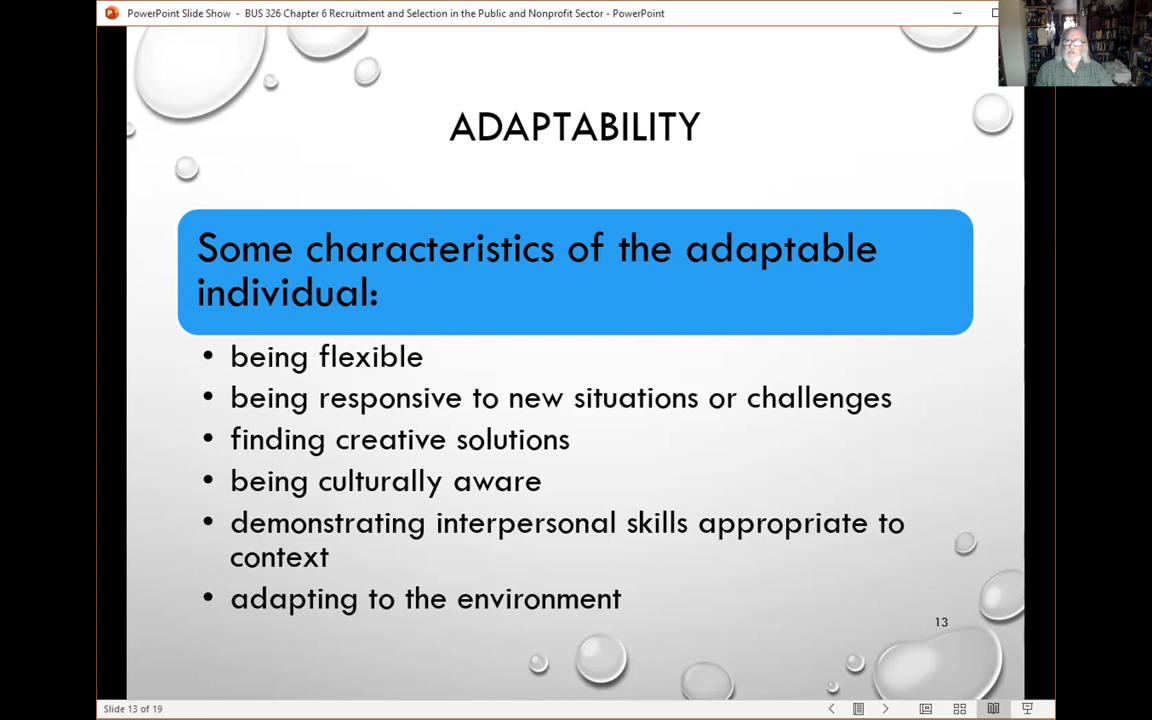 PowerPoint Slide Show - BUS 326 Chapter 6 Recruitment and Selection in the Public and Nonprofit Sector - PowerPoint
ADAPTABILITY
Some characteristics of the adaptable
individual:
• being flexible
• being responsive to new situations or challenges
• finding creative solutions
• being culturally aware
• demonstrating interpersonal skills appropriate to
context
• adapting to the environment
13
Slide 13 of 19